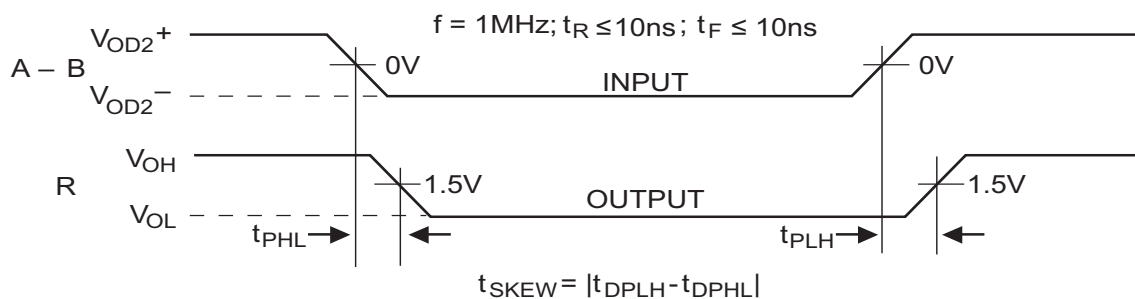 f = 1MHz; tR ≤ 10ns ; tF ≤ 10ns
VOD2+
A – B
0V
0V
INPUT
VOD2–
VOH
R
1.5V
1.5V
OUTPUT
VOL
tPHL
tPLH
tSKEW = |tDPLH - tDPHL|